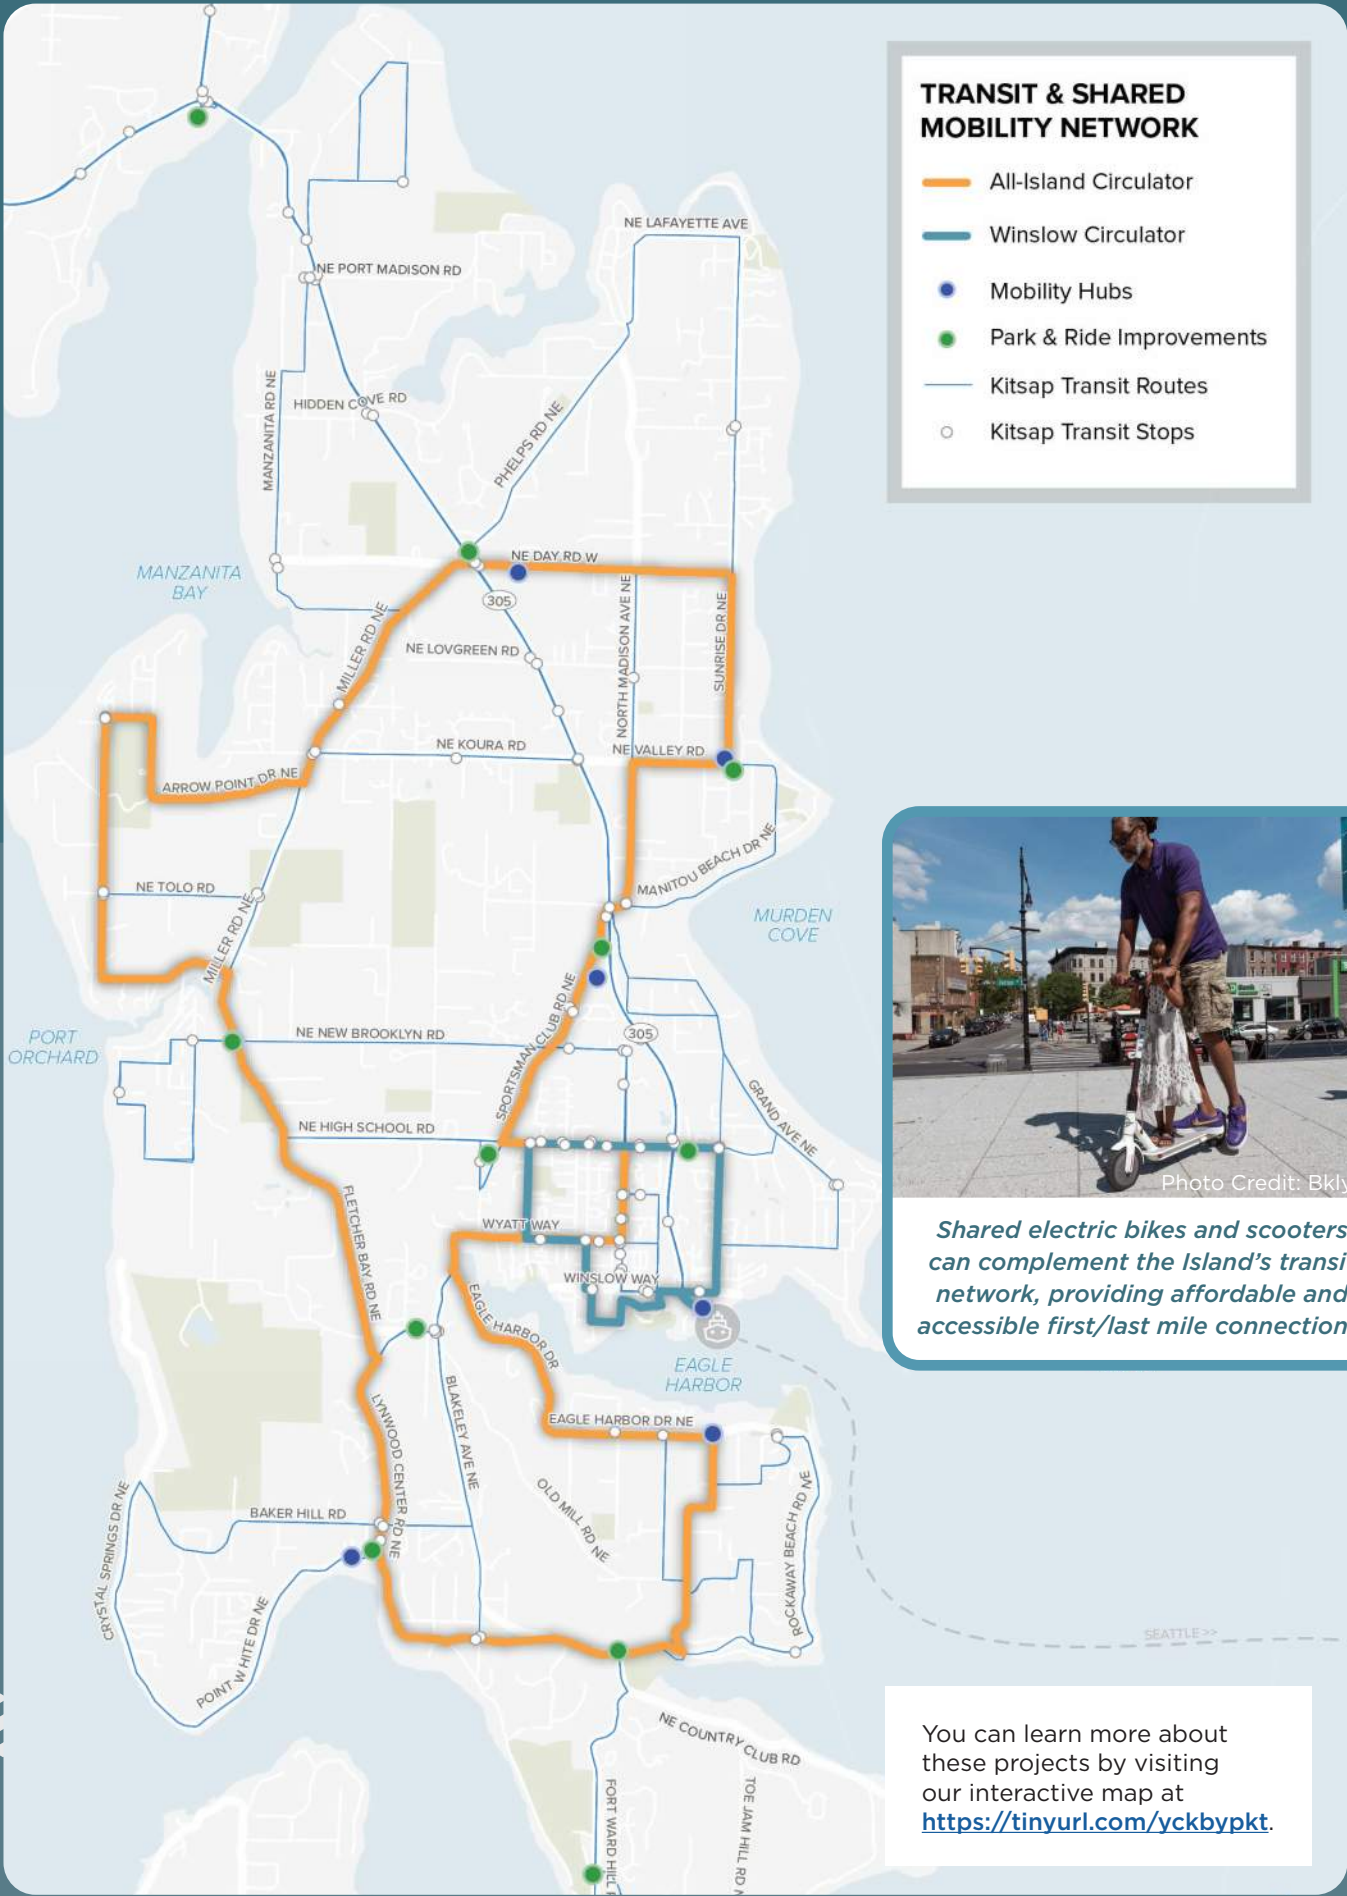 TRANSIT & SHARED
MOBILITY NETWORK
All-Island Circulator
Winslow Circulator
Mobility Hubs
Park & Ride Improvements
Kitsap Transit Routes
Kitsap Transit Stops
NE LAFAYETTE AVE
NE PORT MADISON RD
MANZANITA RD NE
HIDDEN COVE RD
PHELPS RD NE
MANZANITA
BAY
NE DAY RD W
305
MILLER RD NE
NE LOVGREEN RD
NORTH MADISON AVE NE
SUNRISE DR NE
NE KOURA RD
NE VALLEY RD
ARROW POINT DR NE
MANITOU BEACH DR NE
NE TOLO RD
MILLER RD NE
MURDEN
COVE
PORT
ORCHARD
NE NEW BROOKLYN RD
SPORTSMAN CLUB RD NE
305
GRAND AVE NE
NE HIGH SCHOOL RD
FLETCHER BAY RD NE
WYATT WAY
WINSLOW WAY
EAGLE HARBOR DR
EAGLE
HARBOR
LYNWOOD CENTER RD NE
BLAKELEY AVE NE
EAGLE HARBOR DR NE
OLD MILL RD NE
ROCKAWAY BEACH RD NE
CRYSTAL SPRINGS DR NE
BAKER HILL RD
POINT WHITE DR NE
SEATTLE >>
NE COUNTRY CLUB RD
FORT WARD HILL
TOE JAM HILL RD
Photo Credit: Bkly
Shared electric bikes and scooters
can complement the Island's transi
network, providing affordable and
accessible first/last mile connection
You can learn more about
these projects by visiting
our interactive map at
https://tinyurl.com/yckbypkt.